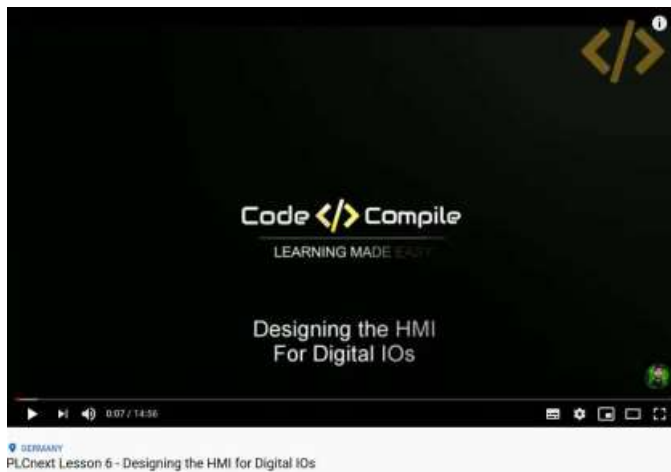 </>
Code </> Compile
LEARNING MADE EASY
Designing the HMI
For Digital IOs
0:07 / 14:56
GERMANY
PLCnext Lesson 6 - Designing the HMI for Digital IOs